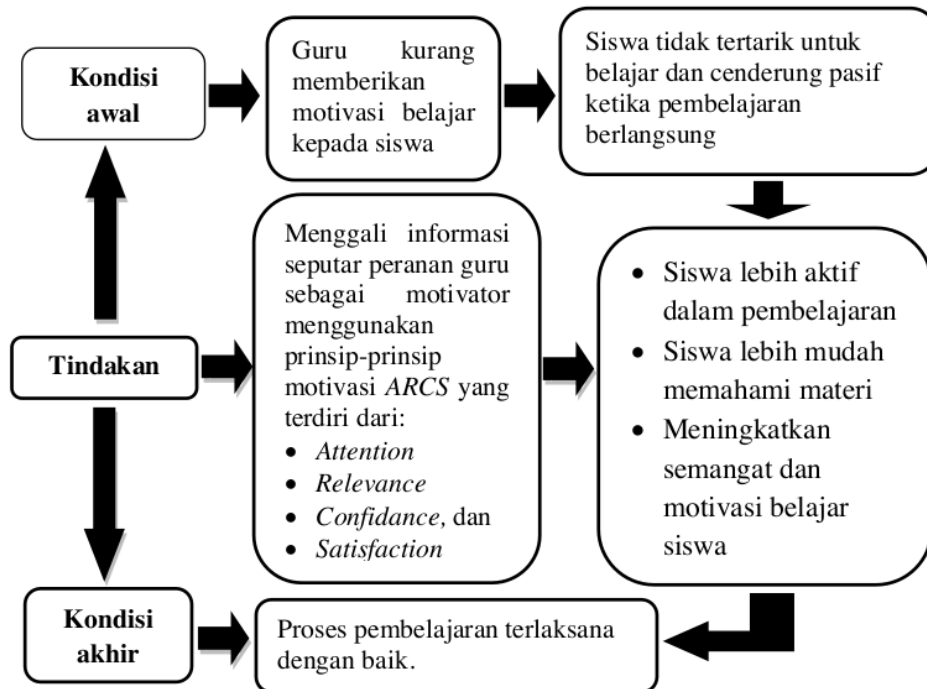 Kondisi
awal
Guru kurang
memberikan
motivasi belajar
kepada siswa
Siswa tidak tertarik untuk
belajar dan cenderung pasif
ketika pembelajaran
berlangsung
Tindakan
Menggali informasi
seputar peranan guru
sebagai motivator
menggunakan
prinsip-prinsip
motivasi ARCS yang
terdiri dari:
• Attention
• Relevance
• Confidance, dan
• Satisfaction
• Siswa lebih aktif
dalam pembelajaran
• Siswa lebih mudah
memahami materi
• Meningkatkan
semangat dan
motivasi belajar
siswa
Kondisi
akhir
Proses pembelajaran terlaksana
dengan baik.